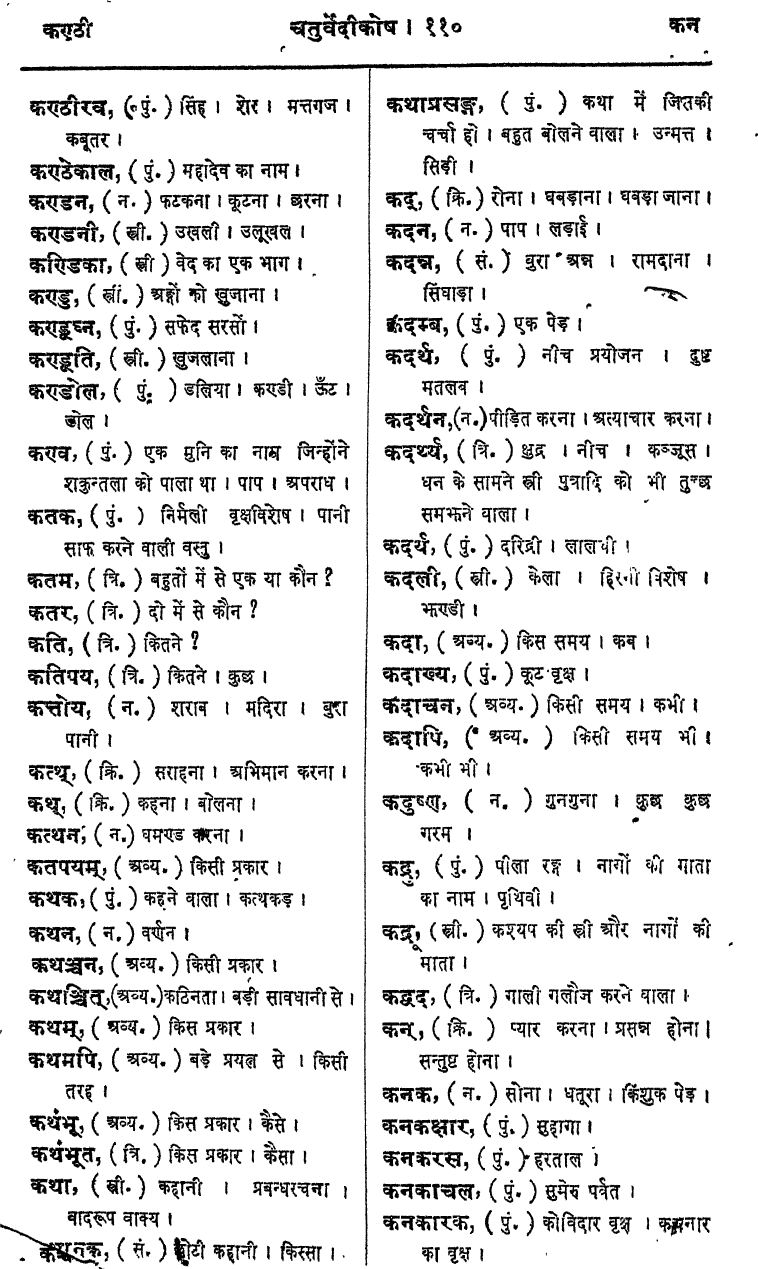 कण्ठी चतुर्वेदीकोष । ११० कन
कण्ठीरव, ( पुं. ) सिंह । शेर । मत्तगज ।
कबूतर ।
कण्ठेकाल, ( पुं. ) महादेव का नाम ।
कण्डन, ( न. ) फटकना । कूटना । छरना ।
कण्डनी, ( स्त्री. ) उखली । उलूखल ।
कण्डिका, ( स्त्री ) वेद का एक भाग ।
कण्डु, ( स्त्री. ) अङ्गों को खुजाना ।
कण्डूघ्न, ( पुं. ) सफेद सरसों ।
कण्डूति, ( स्त्री. ) खुजलाना ।
कण्डोल, ( पुं. ) डलिया । कण्डी । ऊँट ।
डोल ।
कण्व, ( पुं. ) एक मुनि का नाम जिन्होंने
शकुन्तला को पाला था । पाप । अपराध ।
कतक, ( पुं. ) निर्मली वृक्षविशेष । पानी
साफ करने वाली वस्तु ।
कतम, ( त्रि. ) बहुतों में से एक या कौन ?
कतर, ( त्रि. ) दो में से कौन ?
कति, ( त्रि. ) कितने ?
कतिपय, ( त्रि. ) कितने । कुछ ।
कत्तोय, ( न. ) शराब । मदिरा । बुरा
पानी ।
कत्थ्, ( क्रि. ) सराहना । अभिमान करना ।
कथ्, ( क्रि. ) कहना । बोलना ।
कत्थन, ( न. ) घमण्ड करना ।
कतपयम्, ( अव्य. ) किसी प्रकार ।
कथक, ( पुं. ) कहने वाला । कत्थकड़ ।
कथन, ( न. ) वर्णन ।
कथञ्चन, ( अव्य. ) किसी प्रकार ।
कथञ्चित्, (अव्य.) कठिनता । बड़ी सावधानी से ।
कथम्, ( अव्य. ) किस प्रकार ।
कथमपि, ( अव्य. ) बड़े प्रयत्न से । किसी
तरह ।
कथंभू, ( अव्य. ) किस प्रकार । कैसे ।
कथंभूत, ( त्रि. ) किस प्रकार । कैसा ।
कथा, ( स्त्री. ) कहानी । प्रबन्धरचना ।
वादरूप वाक्य ।
( सं. ) छोटी कहानी । किस्सा ।
कथाप्रसङ्ग, ( पुं. ) कथा में जिसकी
चर्चा हो । बहुत बोलने वाला । उन्मत्त ।
सिड़ी ।
कद्, ( क्रि. ) रोना । घबड़ाना । घबड़ा जाना ।
कदन, ( न. ) पाप । लड़ाई ।
कदन्न, ( सं. ) बुरा अन्न । रामदाना ।
सिंघाड़ा ।
कदम्ब, ( पुं. ) एक पेड़ ।
कदर्थ, ( पुं. ) नीच प्रयोजन । दुष्ट
मतलब ।
कदर्थन, (न.) पीड़ित करना । अत्याचार करना ।
कदर्थ्य, ( त्रि. ) क्षुद्र । नीच । कञ्जूस ।
धन के सामने स्त्री पुत्रादि को भी तुच्छ
समझने वाला ।
कदर्य, ( पुं. ) दरिद्री । लालची ।
कदली, ( स्त्री. ) केला । हिरनी विशेष ।
झण्डी ।
कदा, ( अव्य. ) किस समय । कब ।
कदाख्य, ( पुं. ) कूट वृक्ष ।
कदाचन, ( अव्य. ) किसी समय । कभी ।
कदापि, ( अव्य. ) किसी समय भी ।
कभी भी ।
कदुष्ण, ( न. ) गुनगुना । कुछ कुछ
गरम ।
कद्रु, ( पुं. ) पीला रङ्ग । नागों की माता
का नाम । पृथिवी ।
कद्रू, ( स्त्री. ) कश्यप की स्त्री और नागों की
माता ।
कद्वद, ( त्रि. ) गाली गलौज करने वाला ।
कन्, ( क्रि. ) प्यार करना । प्रसन्न होना ।
सन्तुष्ट होना ।
कनक, ( न. ) सोना । धतूरा । किंशुक पेड़ ।
कनकक्षार, ( पुं. ) सुहागा ।
कनकरस, ( पुं. ) हरताल ।
कनकाचल, ( पुं. ) सुमेरु पर्वत ।
कनकारक, ( पुं. ) कोविदार वृक्ष । कचनार
का वृक्ष ।